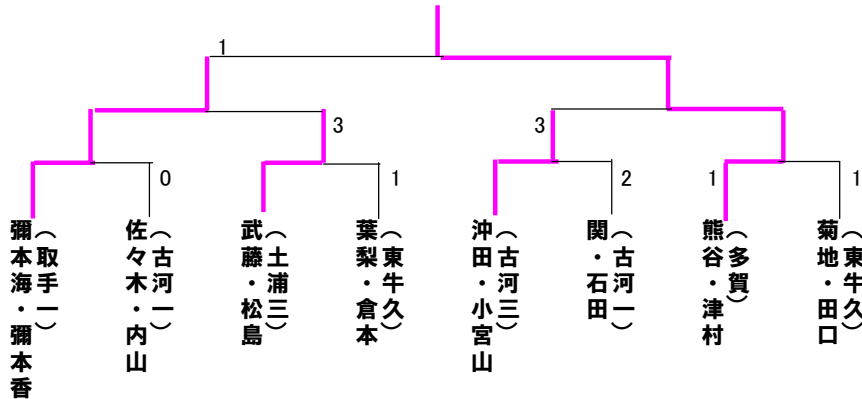 1
3
3
0
1
2
1
1
彌本海・彌本香
（取手一）
佐々木・内山
（古河一）
武藤・松島
（土浦三）
葉梨・倉本
（東牛久）
沖田・小宮山
（古河三）
関・石田
（古河一）
熊谷・津村
（多賀）
菊地・田口
（東牛久）